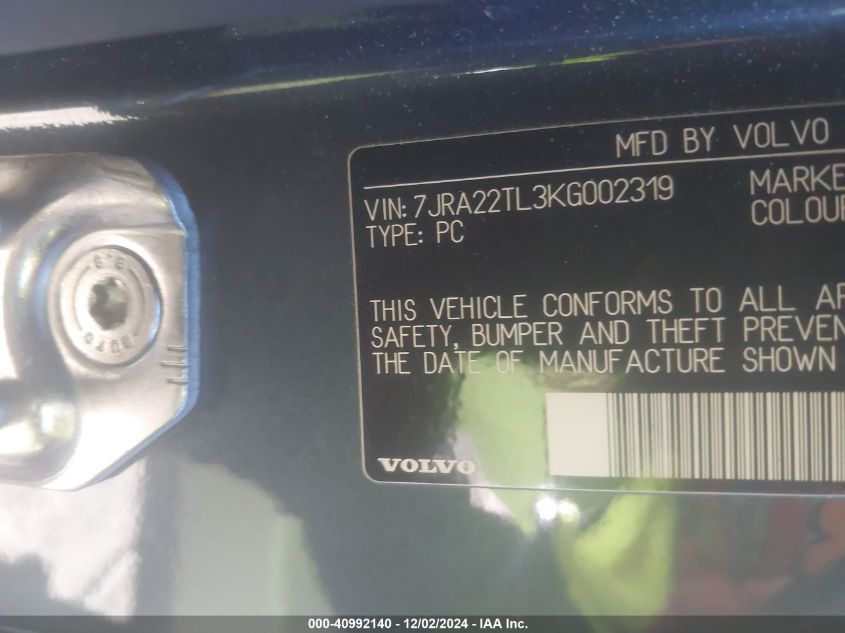 MFD BY VOLVO
VIN: 7JRA22TL3KG002319
TYPE: PC
MARKE
COLOU
THIS VEHICLE CONFORMS TO ALL AP
SAFETY, BUMPER AND THEFT PREVEN
THE DATE OF MANUFACTURE SHOWN
VOLVO
000-40992140 - 12/02/2024 - IAA Inc.